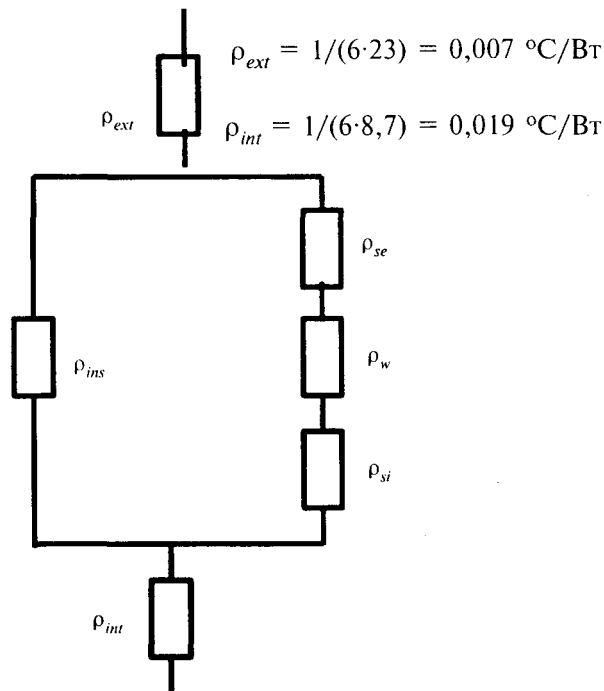 ρext = 1/(6·23) = 0,007 °C/Вт
ρext
ρint = 1/(6·8,7) = 0,019 °C/Вт
ρse
ρins
ρw
ρsi
ρint